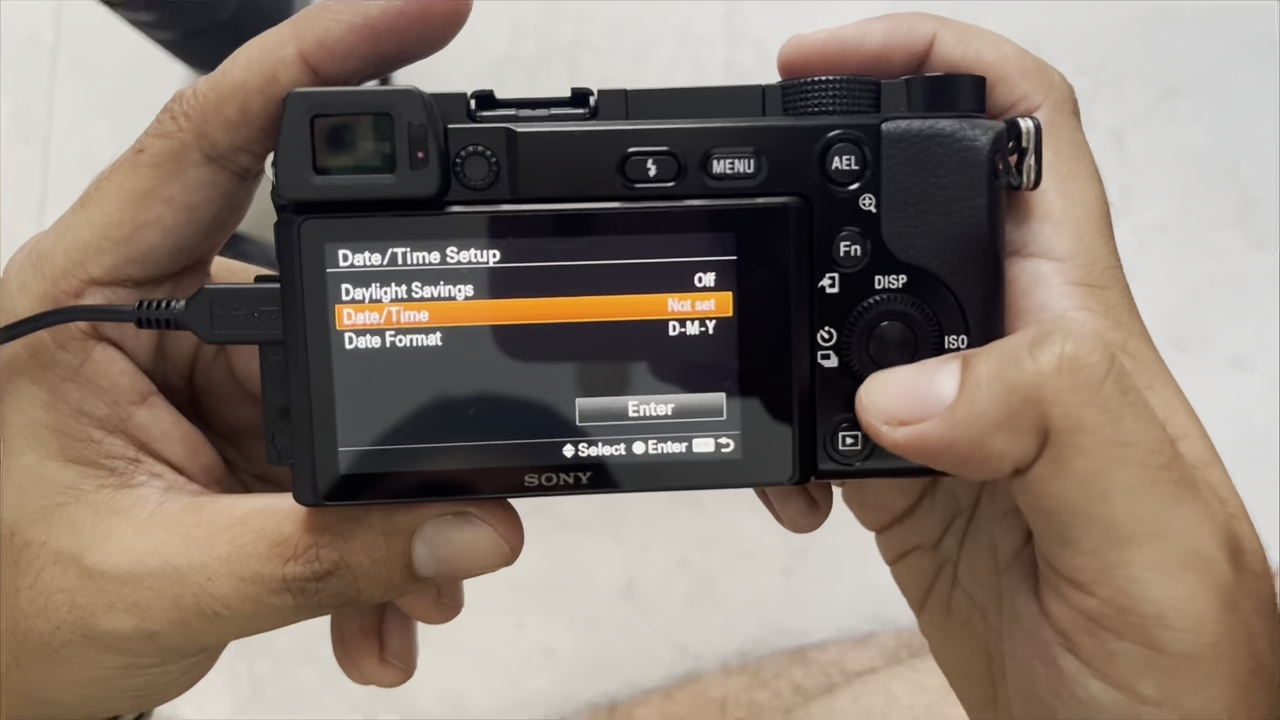 MENU
AEL
Fn
DISP
ISO
Date/Time Setup
Daylight Savings Off
Date/Time Not set
Date Format D-M-Y
Enter
Select Enter
SONY